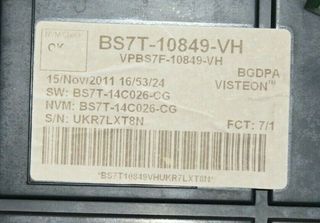 OK
BS7T-10849-VH
VPBS7F-10849-VH
BGDPA
15/Nov/2011 16/53/24
VISTEON™
SW: BS7T-14C026-CG
NVM: BS7T-14C026-CG
S/N: UKR7LXT8N
FCT: 7/1
*BS7T10849VHUKR7LXT8N*